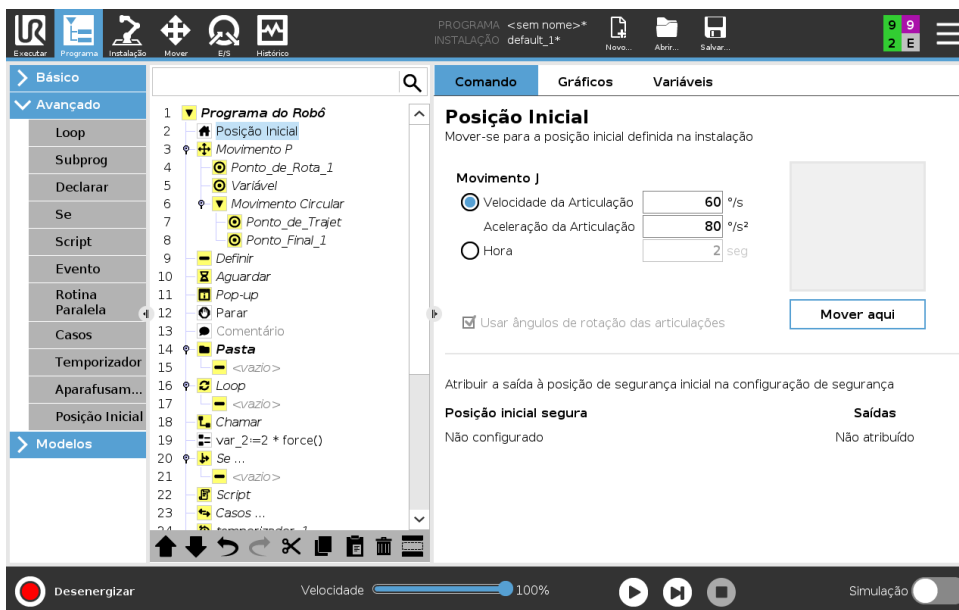 UR
PROGRAMA <sem nome>*
INSTALAÇÃO default_1*
Executar Programa Instalação Mover E/S Histórico Novo... Abrir... Salvar...
9 9
2 E
Básico
Avançado
Loop
Subprog
Declarar
Se
Script
Evento
Rotina
Paralela
Casos
Temporizador
Aparafusam...
Posição Inicial
Modelos
1 Programa do Robô
2 Posição Inicial
3 Movimento P
4 Ponto_de_Rota_1
5 Variável
6 Movimento Circular
7 Ponto_de_Trajet
8 Ponto_Final_1
9 Definir
10 Aguardar
11 Pop-up
12 Parar
13 Comentário
14 Pasta
15 <vazio>
16 Loop
17 <vazio>
18 Chamar
19 var_2:=2 * force()
20 Se ...
21 <vazio>
22 Script
23 Casos ...
24 temporizador_1
Comando Gráficos Variáveis
Posição Inicial
Mover-se para a posição inicial definida na instalação
Movimento J
Velocidade da Articulação 60 °/s
Aceleração da Articulação 80 °/s²
Hora 2 seg
Usar ângulos de rotação das articulações
Mover aqui
Atribuir a saída à posição de segurança inicial na configuração de segurança
Posição inicial segura Saídas
Não configurado Não atribuído
Desenergizar Velocidade 100% Simulação